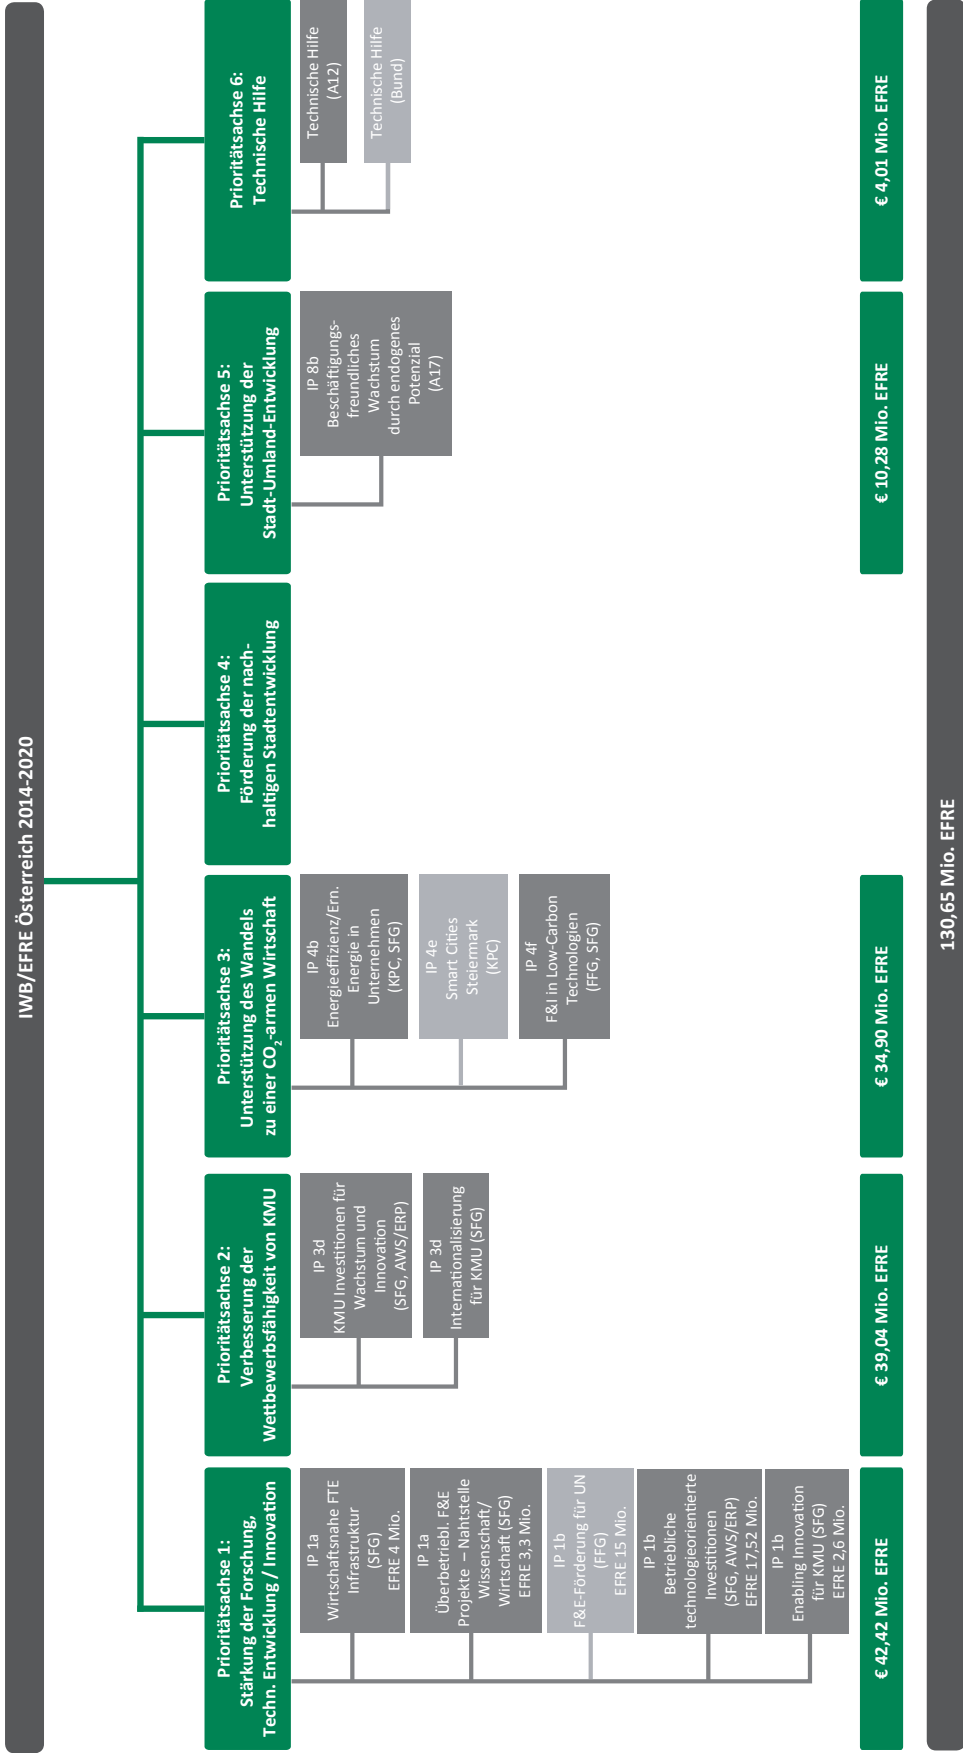 IWB/EFRE Österreich 2014-2020
Prioritätsachse 1:
Stärkung der Forschung,
Techn. Entwicklung / Innovation
IP 1a
Wirtschaftsnahe FTE
Infrastruktur
(SFG)
EFRE 4 Mio.
IP 1a
Überbetriebl. F&E
Projekte – Nahtstelle
Wissenschaft/
Wirtschaft (SFG)
EFRE 3,3 Mio.
IP 1b
F&E-Förderung für UN
(FFG)
EFRE 15 Mio.
IP 1b
Betriebliche
technologieorientierte
Investitionen
(SFG, AWS/ERP)
EFRE 17,52 Mio.
IP 1b
Enabling Innovation
für KMU (SFG)
EFRE 2,6 Mio.
€ 42,42 Mio. EFRE
Prioritätsachse 2:
Verbesserung der
Wettbewerbsfähigkeit von KMU
IP 3d
KMU Investitionen für
Wachstum und
Innovation
(SFG, AWS/ERP)
IP 3d
Internationalisierung
für KMU (SFG)
€ 39,04 Mio. EFRE
Prioritätsachse 3:
Unterstützung des Wandels
zu einer CO₂-armen Wirtschaft
IP 4b
Energieeffizienz/Ern.
Energie in
Unternehmen
(KPC, SFG)
IP 4e
Smart Cities
Steiermark
(KPC)
IP 4f
F&I in Low-Carbon
Technologien
(FFG, SFG)
€ 34,90 Mio. EFRE
Prioritätsachse 4:
Förderung der nach-
haltigen Stadtentwicklung
Prioritätsachse 5:
Unterstützung der
Stadt-Umland-Entwicklung
IP 8b
Beschäftigungs-
freundliches
Wachstum
durch endogenes
Potenzial
(A17)
€ 10,28 Mio. EFRE
Prioritätsachse 6:
Technische Hilfe
Technische Hilfe
(A12)
Technische Hilfe
(Bund)
€ 4,01 Mio. EFRE
130,65 Mio. EFRE